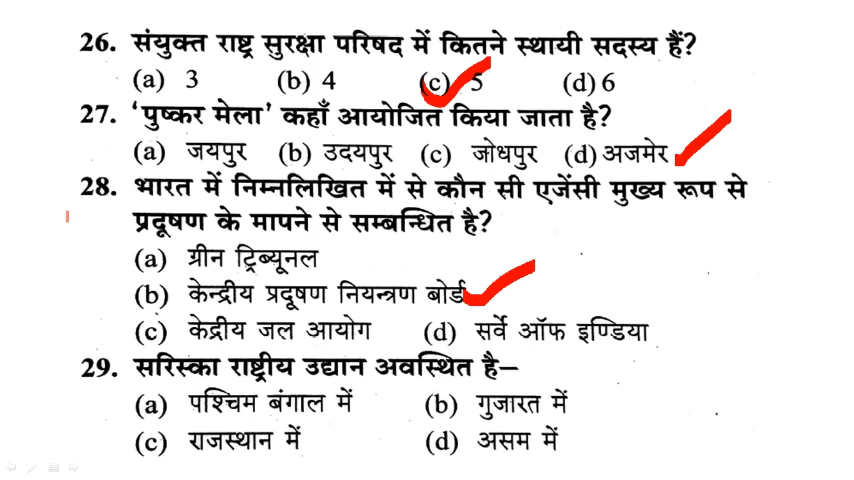 26. संयुक्त राष्ट्र सुरक्षा परिषद में कितने स्थायी सदस्य हैं?
(a) 3 (b) 4 (c) 5 (d) 6
27. ‘पुष्कर मेला’ कहाँ आयोजित किया जाता है?
(a) जयपुर (b) उदयपुर (c) जोधपुर (d) अजमेर
28. भारत में निम्नलिखित में से कौन सी एजेंसी मुख्य रूप से
प्रदूषण के मापने से सम्बन्धित है?
(a) ग्रीन ट्रिब्यूनल
(b) केन्द्रीय प्रदूषण नियन्त्रण बोर्ड
(c) केद्रीय जल आयोग (d) सर्वे ऑफ इण्डिया
29. सरिस्का राष्ट्रीय उद्यान अवस्थित है–
(a) पश्चिम बंगाल में (b) गुजारत में
(c) राजस्थान में (d) असम में